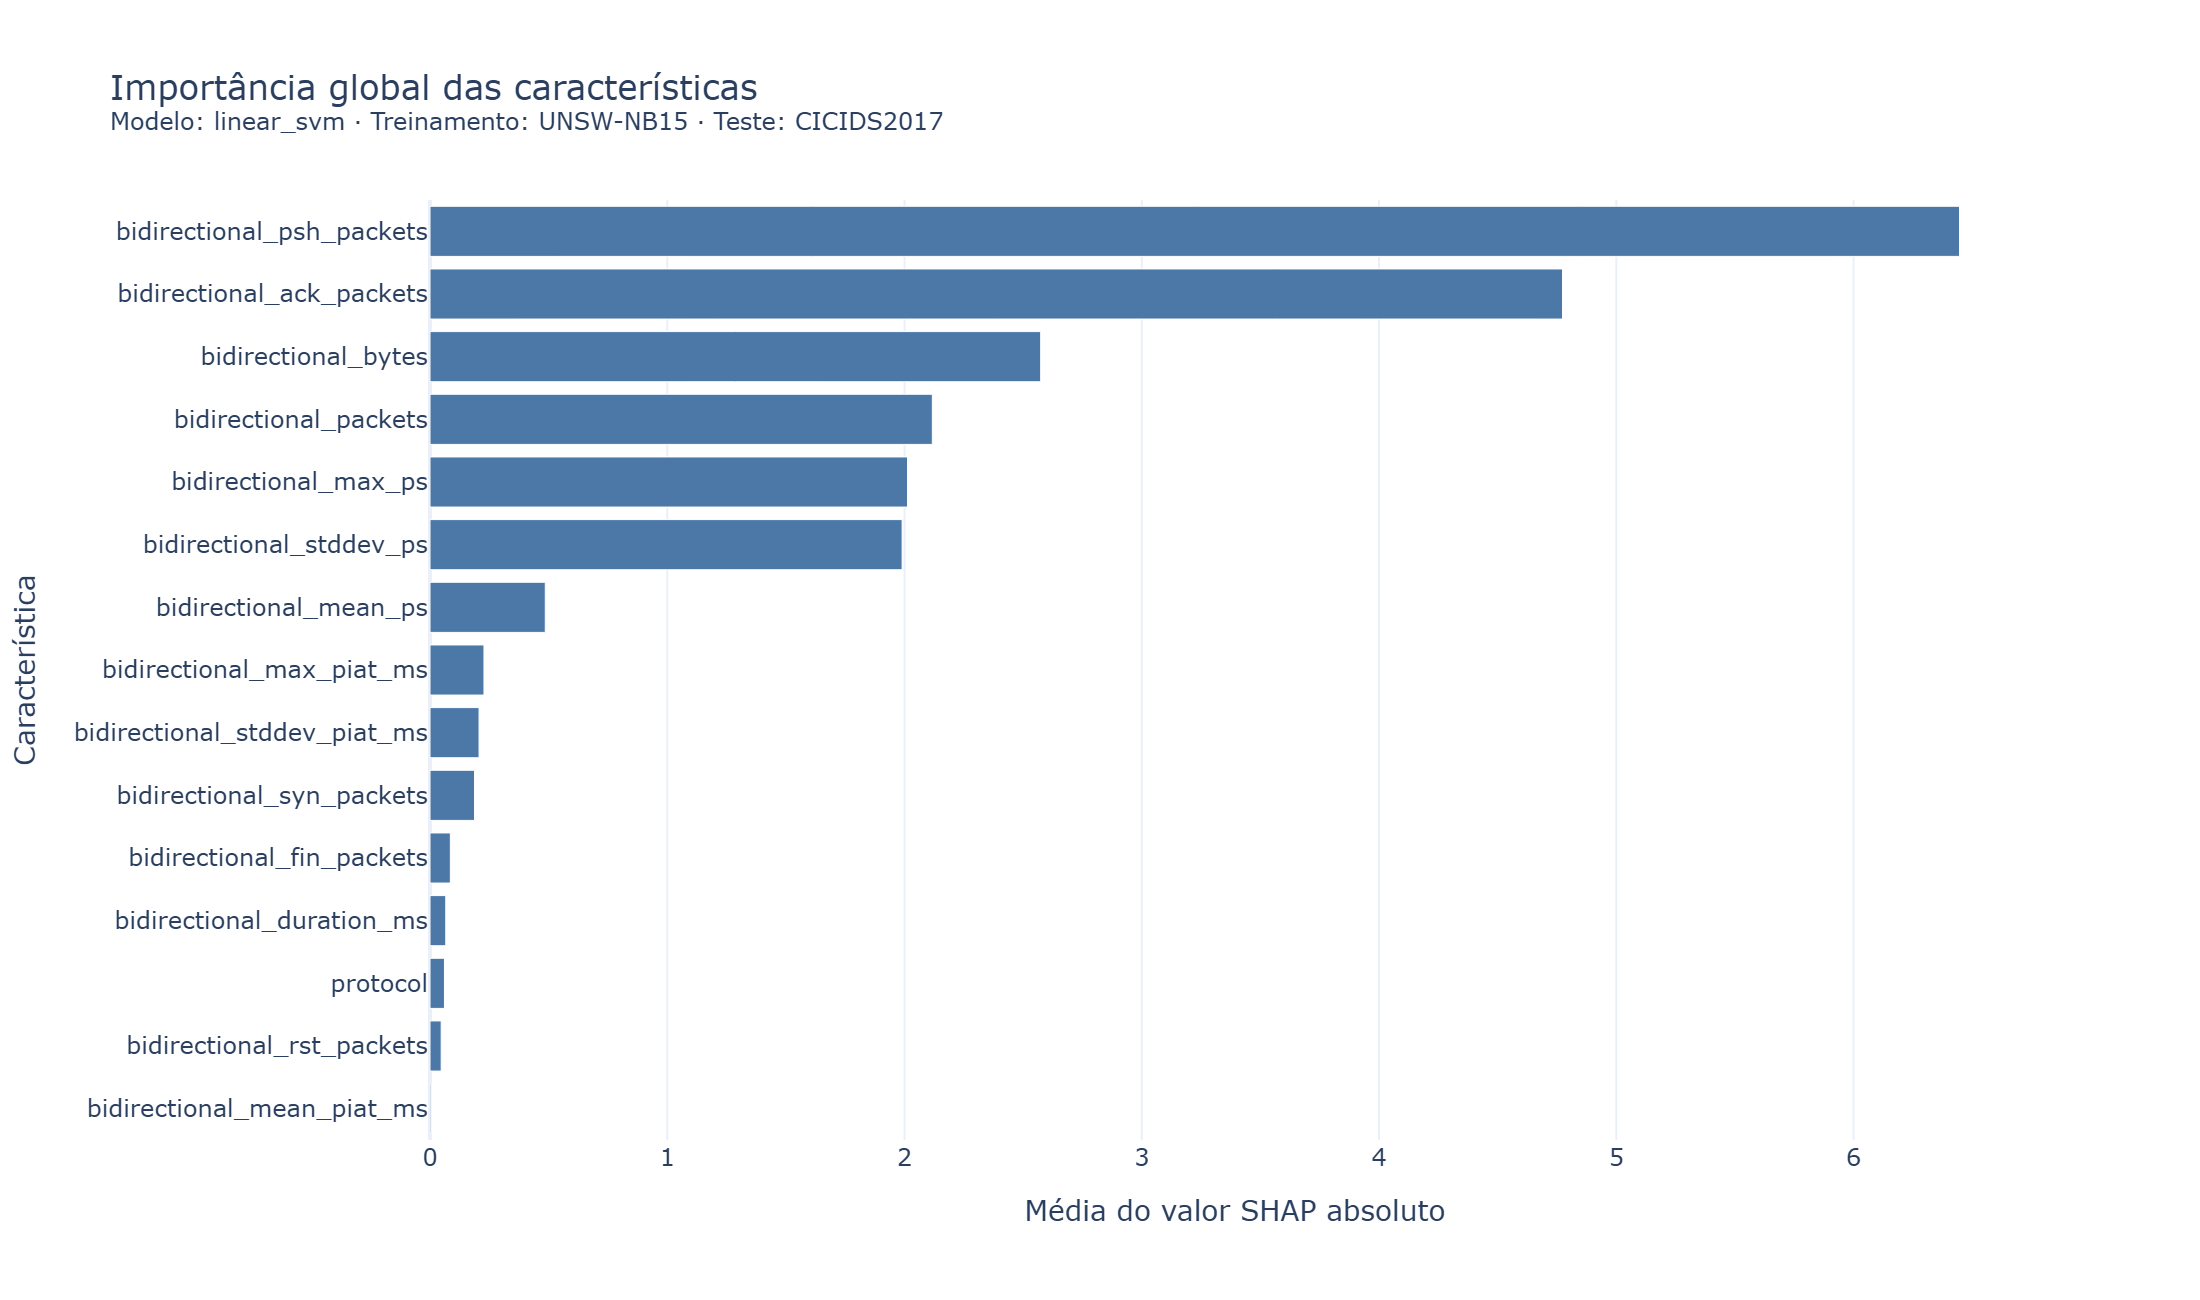 Importância global das características
Modelo: linear_svm · Treinamento: UNSW-NB15 · Teste: CICIDS2017
Característica
bidirectional_psh_packets
bidirectional_ack_packets
bidirectional_bytes
bidirectional_packets
bidirectional_max_ps
bidirectional_stddev_ps
bidirectional_mean_ps
bidirectional_max_piat_ms
bidirectional_stddev_piat_ms
bidirectional_syn_packets
bidirectional_fin_packets
bidirectional_duration_ms
protocol
bidirectional_rst_packets
bidirectional_mean_piat_ms
0 1 2 3 4 5 6
Média do valor SHAP absoluto